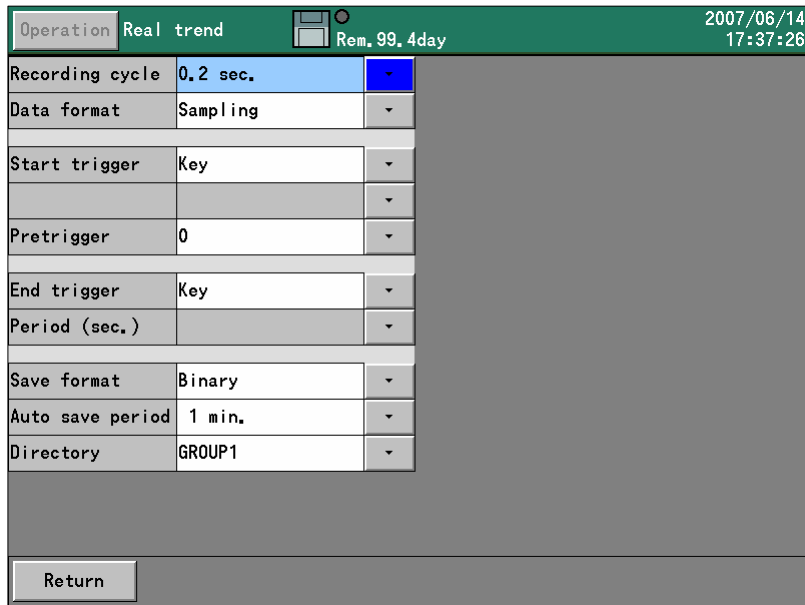 Operation Real trend
Rem.99.4day
2007/06/14
17:37:26
Recording cycle 0.2 sec.
Data format Sampling
Start trigger Key
Pretrigger 0
End trigger Key
Period (sec.)
Save format Binary
Auto save period 1 min.
Directory GROUP1
Return